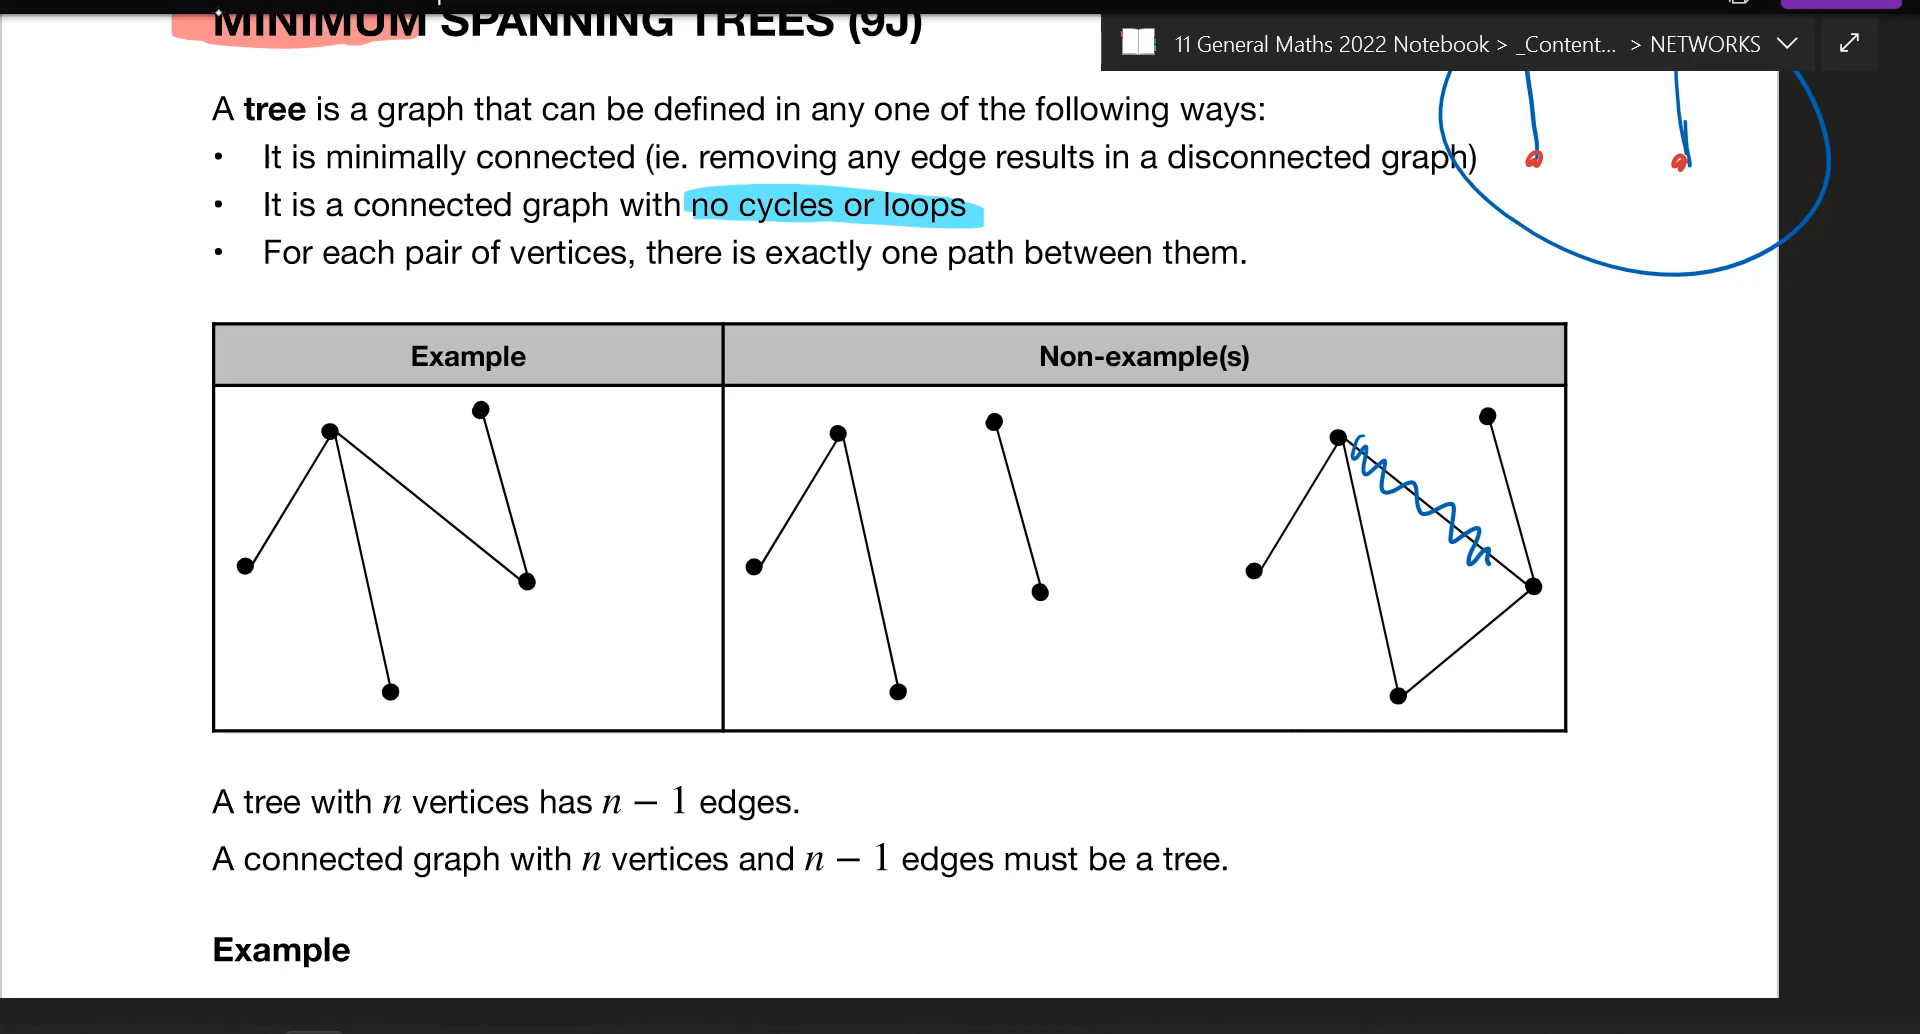 MINIMUM SPANNING TREES (9J)
11 General Maths 2022 Notebook > _Content... > NETWORKS
A tree is a graph that can be defined in any one of the following ways:
• It is minimally connected (ie. removing any edge results in a disconnected graph)
• It is a connected graph with no cycles or loops
• For each pair of vertices, there is exactly one path between them.
Example Non-example(s)
A tree with n vertices has n − 1 edges.
A connected graph with n vertices and n − 1 edges must be a tree.
Example